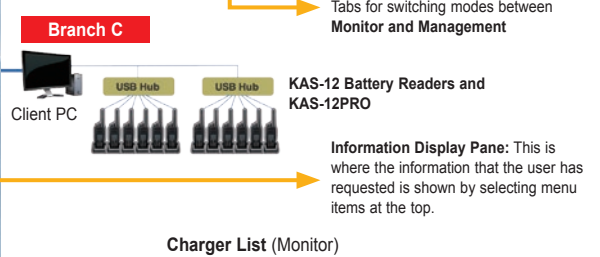 Tabs for switching modes between
Monitor and Management
Branch C
USB Hub
USB Hub
Client PC
KAS-12 Battery Readers and
KAS-12PRO
Information Display Pane: This is
where the information that the user has
requested is shown by selecting menu
items at the top.
Charger List (Monitor)